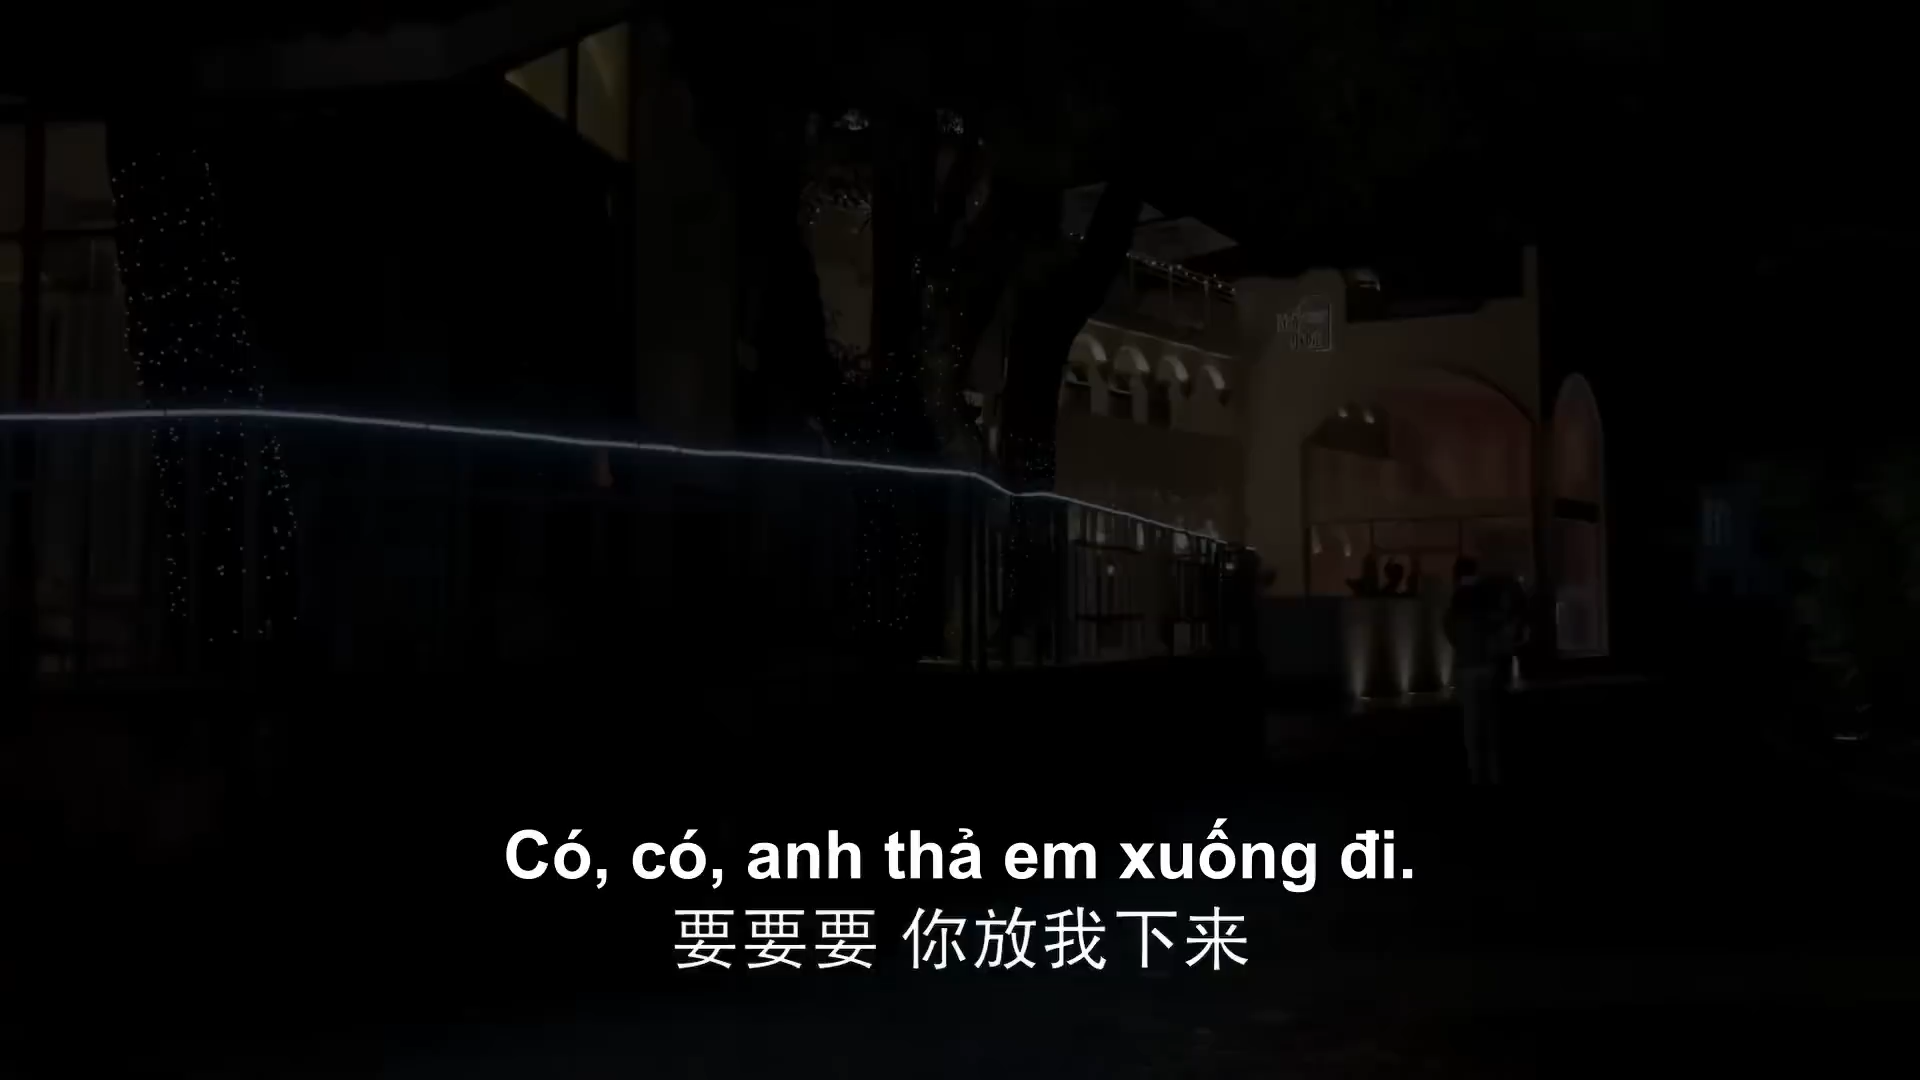 Có, có, anh thả em xuống đi.
要要要 你放我下来